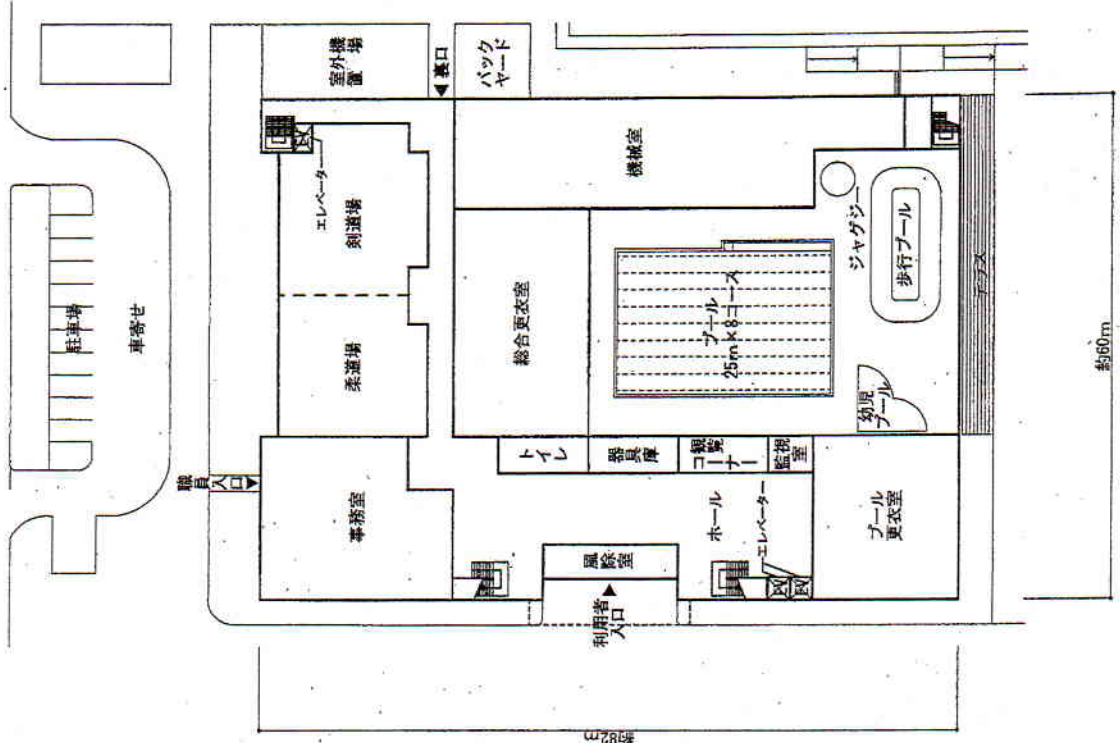 室外機
置場
◀裏口
バック
ヤード
駐車場
車寄せ
EV
エレベーター
剣道場
柔道場
機械室
総合更衣室
ジャグジー
歩行プール
プール
25m×8コース
幼児
プール
テラス
職員
入口▶
事務室
トイレ
器具庫
観覧
コーナー
監視室
ホール
エレベーター
EV
EV
プール
更衣室
風除室
利用者
入口
約60m
約82m